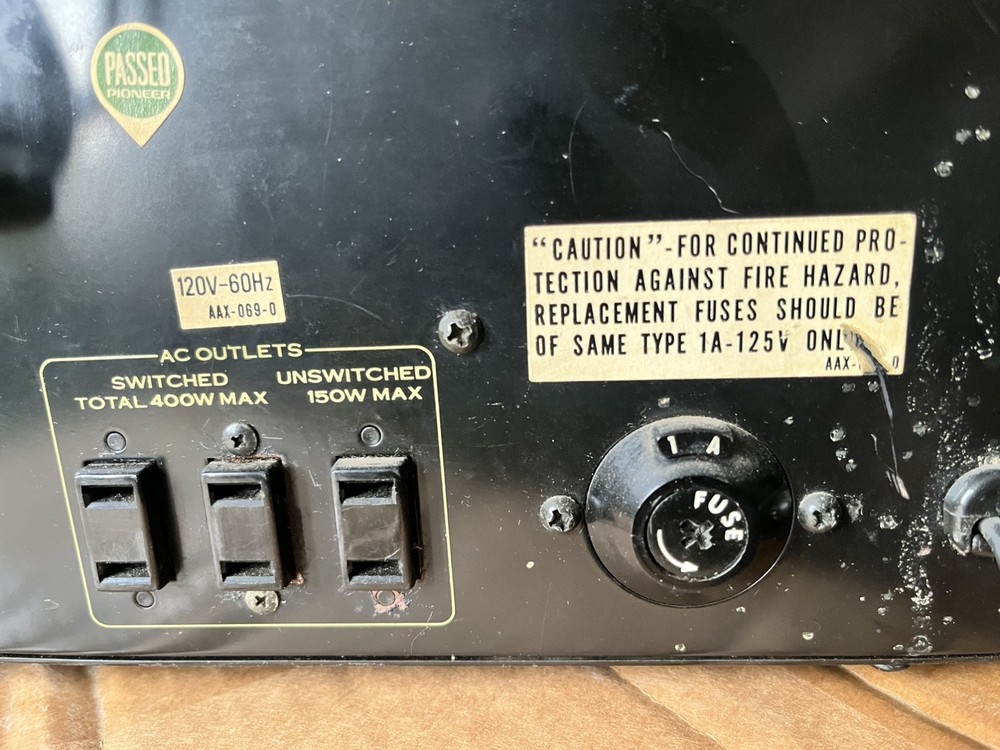 PASSED
PIONEER
120V-60Hz
AAX-069-0
AC OUTLETS
SWITCHED
TOTAL 400W MAX
UNSWITCHED
150W MAX
"CAUTION"-FOR CONTINUED PRO-
TECTION AGAINST FIRE HAZARD,
REPLACEMENT FUSES SHOULD BE
OF SAME TYPE 1A-125V
1 A
FUSE